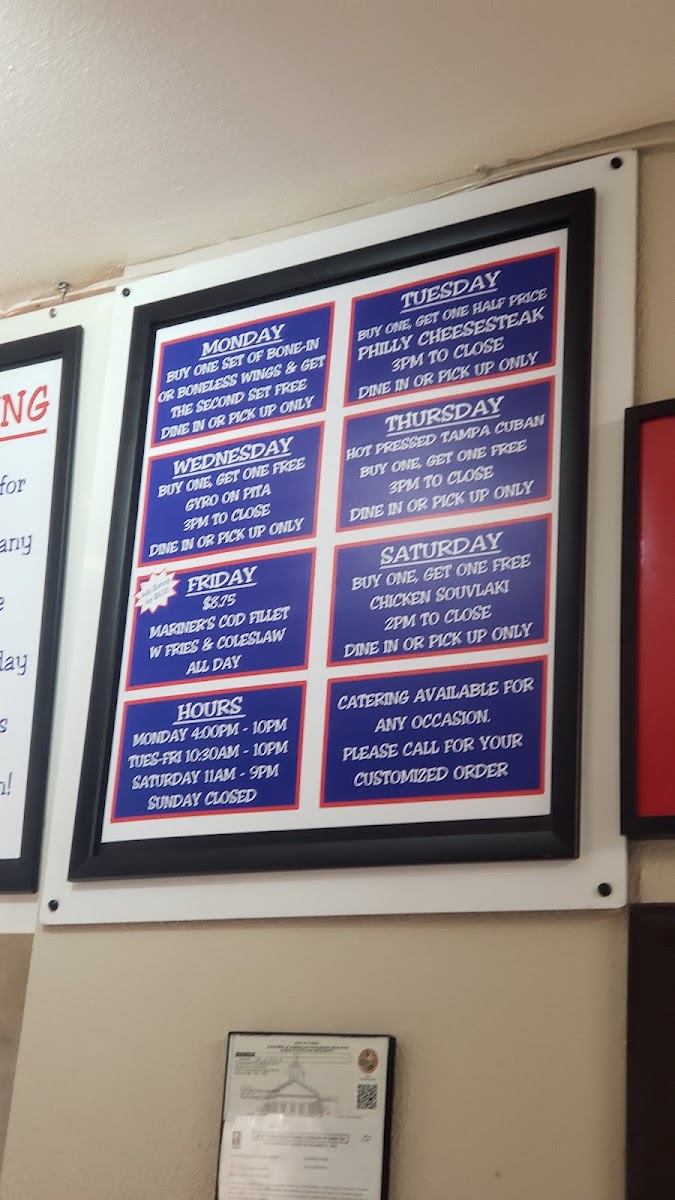 NG
for
any
day
MONDAY
BUY ONE SET OF BONE-IN
OR BONELESS WINGS & GET
THE SECOND SET FREE
DINE IN OR PICK UP ONLY
TUESDAY
BUY ONE, GET ONE HALF PRICE
PHILLY CHEESESTEAK
3PM TO CLOSE
DINE IN OR PICK UP ONLY
WEDNESDAY
BUY ONE, GET ONE FREE
GYRO ON PITA
3PM TO CLOSE
DINE IN OR PICK UP ONLY
THURSDAY
HOT PRESSED TAMPA CUBAN
BUY ONE, GET ONE FREE
3PM TO CLOSE
DINE IN OR PICK UP ONLY
FRIDAY
$8.75
MARINER'S COD FILLET
W FRIES & COLESLAW
ALL DAY
SATURDAY
BUY ONE, GET ONE FREE
CHICKEN SOUVLAKI
2PM TO CLOSE
DINE IN OR PICK UP ONLY
HOURS
MONDAY 4:00PM - 10PM
TUES-FRI 10:30AM - 10PM
SATURDAY 11AM - 9PM
SUNDAY CLOSED
CATERING AVAILABLE FOR
ANY OCCASION.
PLEASE CALL FOR YOUR
CUSTOMIZED ORDER